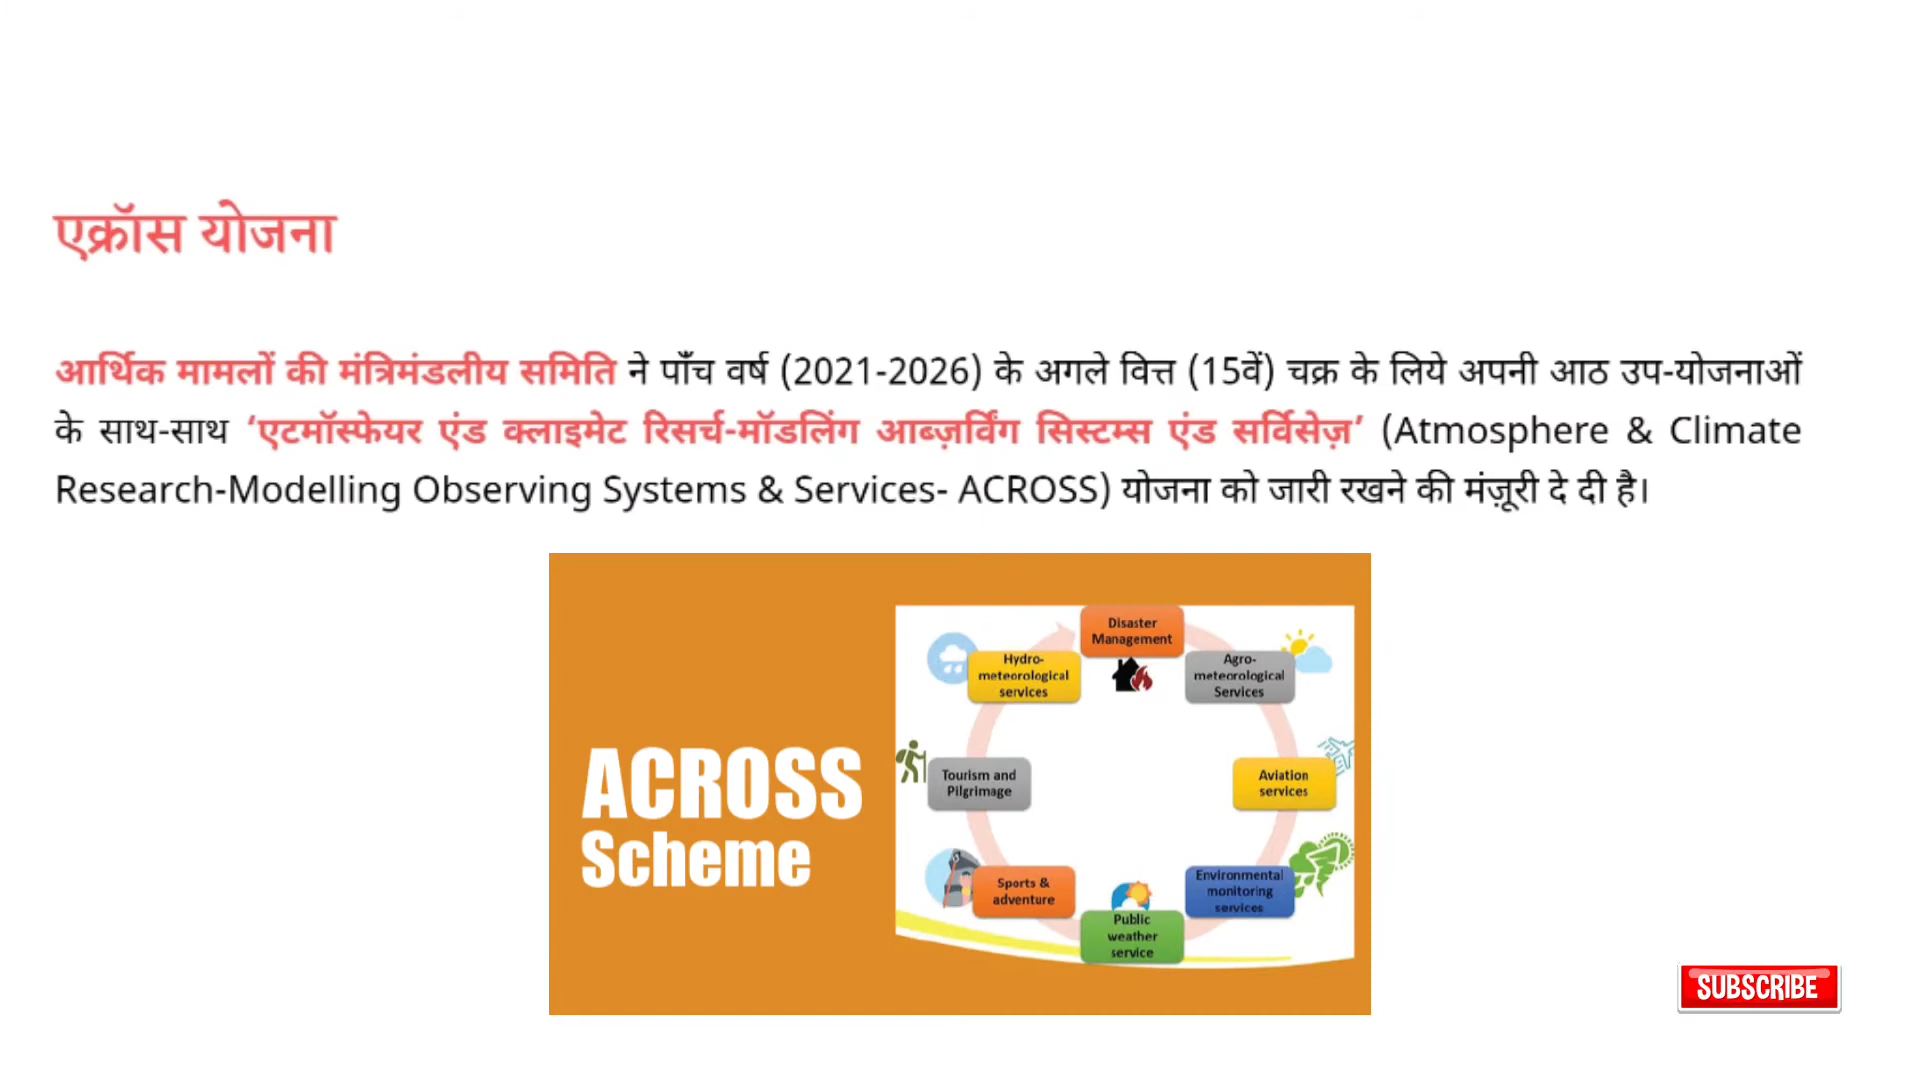 एक्रॉस योजना
आर्थिक मामलों की मंत्रिमंडलीय समिति ने पाँच वर्ष (2021-2026) के अगले वित्त (15वें) चक्र के लिये अपनी आठ उप-योजनाओं
के साथ-साथ ‘एटमॉस्फेयर एंड क्लाइमेट रिसर्च-मॉडलिंग आब्ज़र्विंग सिस्टम्स एंड सर्विसेज़’ (Atmosphere & Climate
Research-Modelling Observing Systems & Services- ACROSS) योजना को जारी रखने की मंज़ूरी दे दी है।
ACROSS
Scheme
Disaster
Management
Hydro-
meteorological
services
Agro-
meteorological
Services
Tourism and
Pilgrimage
Aviation
services
Sports &
adventure
Environmental
monitoring
services
Public
weather
service
SUBSCRIBE